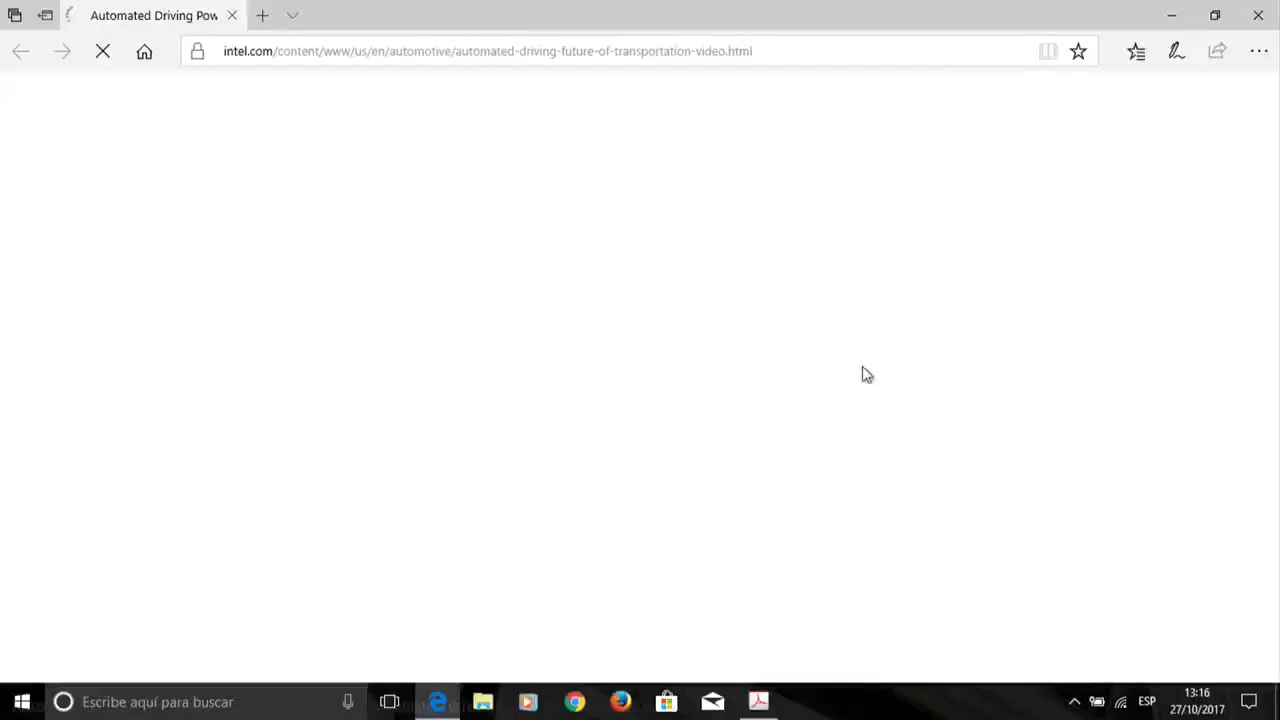 Automated Driving Pow
intel.com/content/www/us/en/automotive/automated-driving-future-of-transportation-video.html
Escribe aquí para buscar
ESP
13:16
27/10/2017